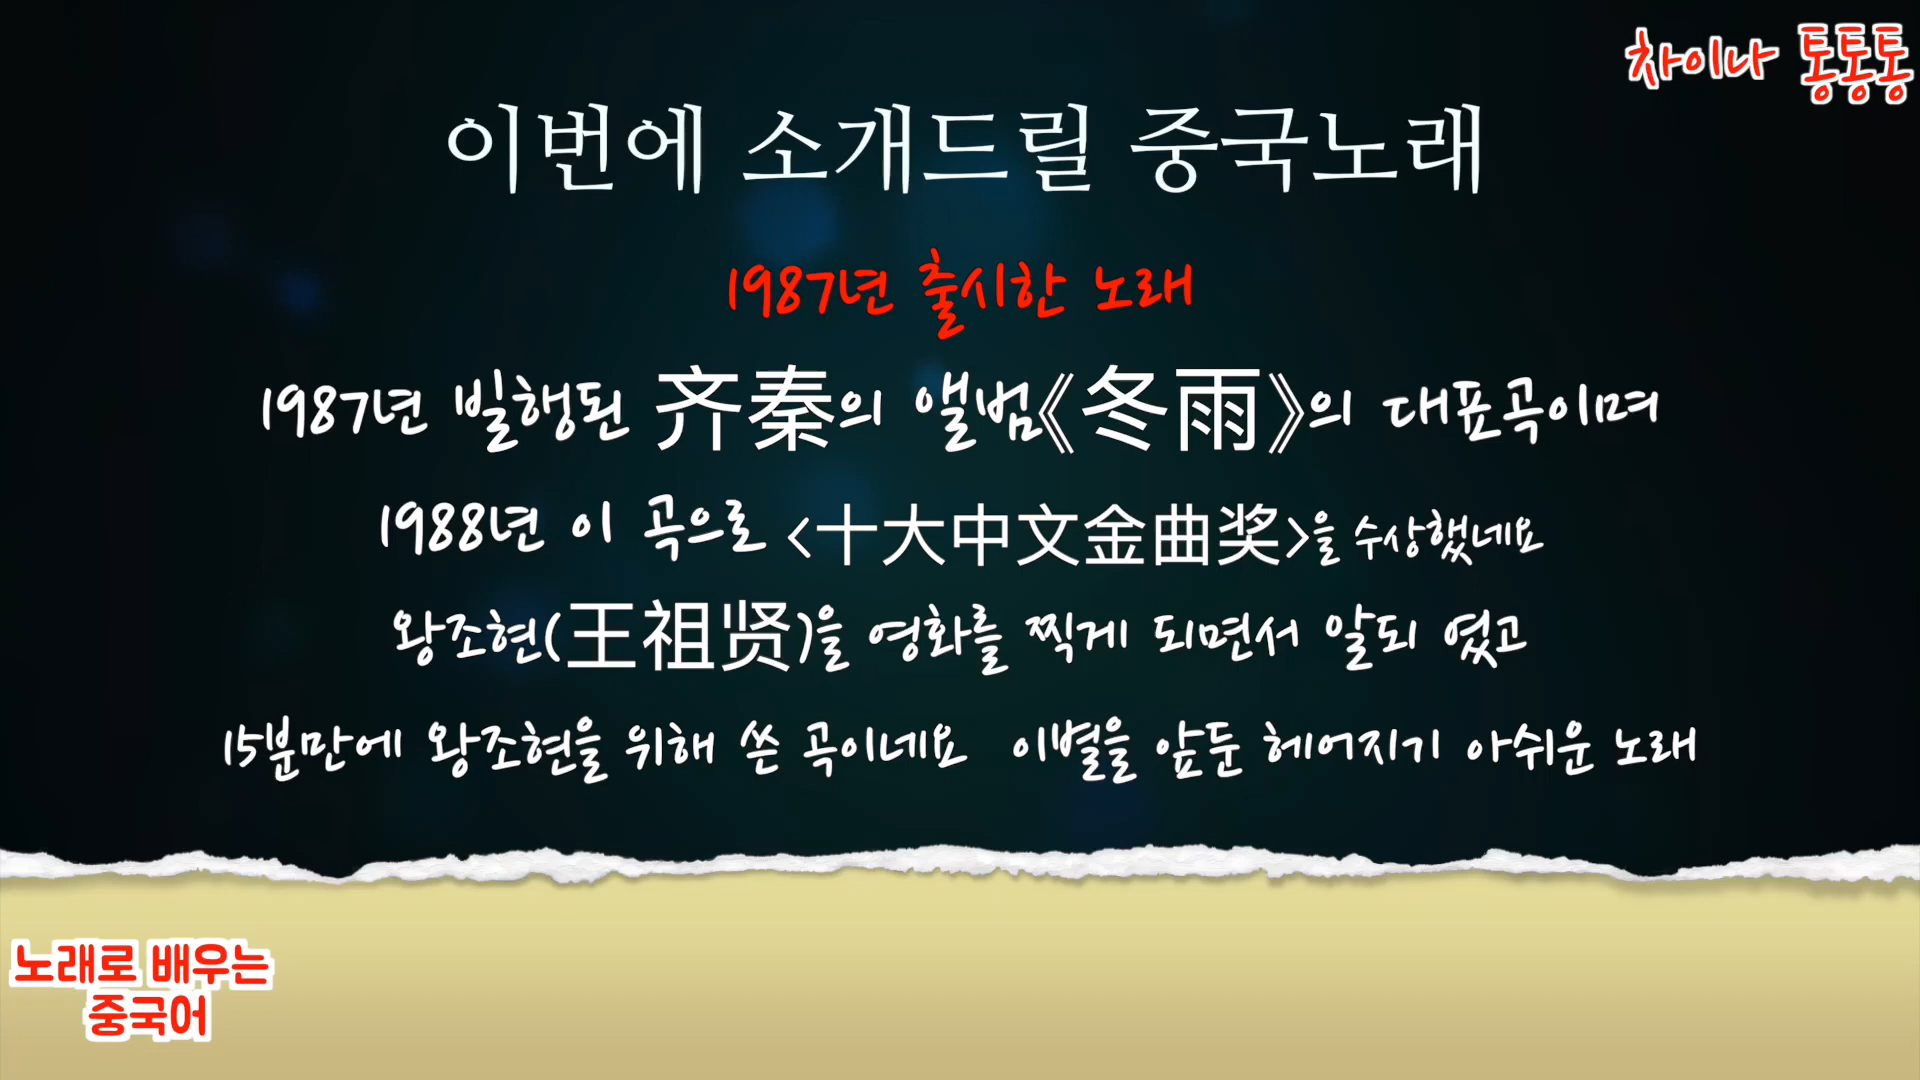 차이나 통통통
이번에 소개드릴 중국노래
1987년 출시한 노래
1987년 발행된 齐秦의 앨범《冬雨》의 대표곡이며
1988년 이 곡으로 <十大中文金曲奖>을 수상했네요
왕조현(王祖贤)을 영화를 찍게 되면서 알되 였고
15분만에 왕조현을 위해 쓴 곡이네요 이별을 앞둔 헤어지기 아쉬운 노래
노래로 배우는
중국어